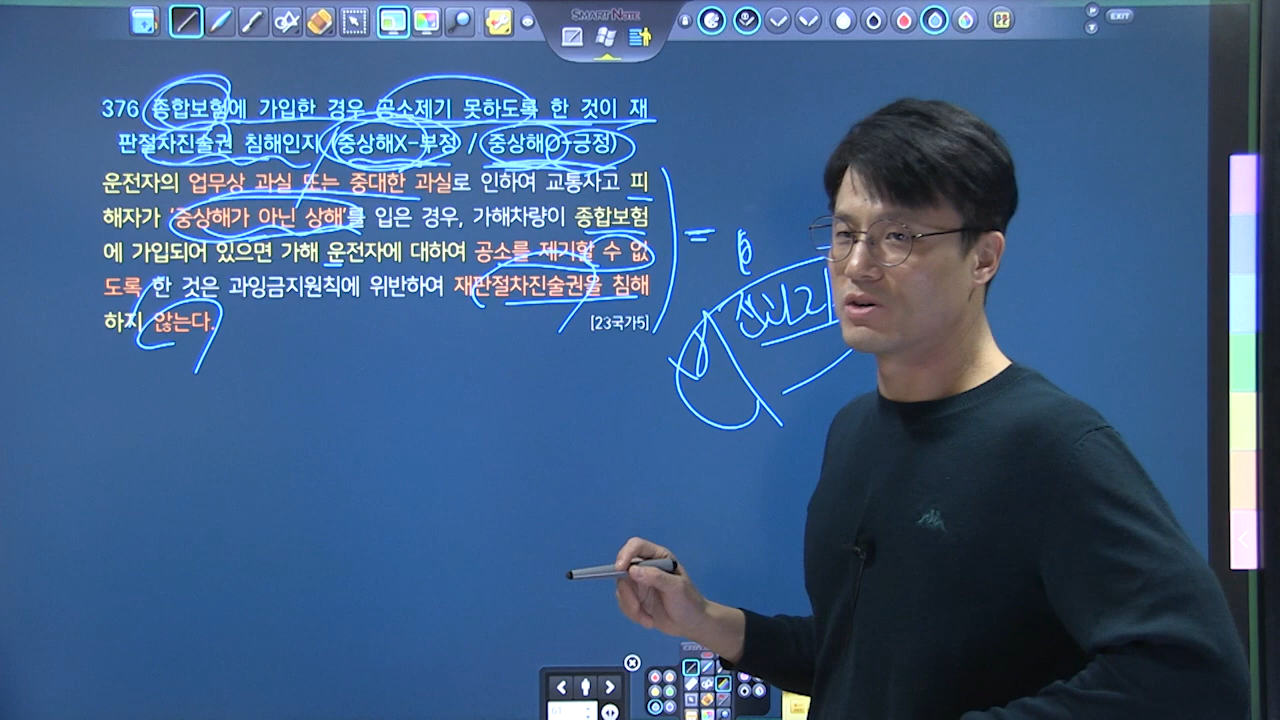 SMARTNOTE
EXIT
376 종합보험에 가입한 경우 공소제기 못하도록 한 것이 재
판절차진술권 침해인지 (중상해X-부정) / (중상해O-긍정)
운전자의 업무상 과실 또는 중대한 과실로 인하여 교통자고 피
해자가 '중상해가 아닌 상해'를 입은 경우, 가해차량이 종합보험
에 가입되어 있으면 가해 운전자에 대하여 공소를 제기할 수 없
도록 한 것은 과잉금지원칙에 위반하여 재판절차진술권을 침해
하지 않는다.
[23국가5]